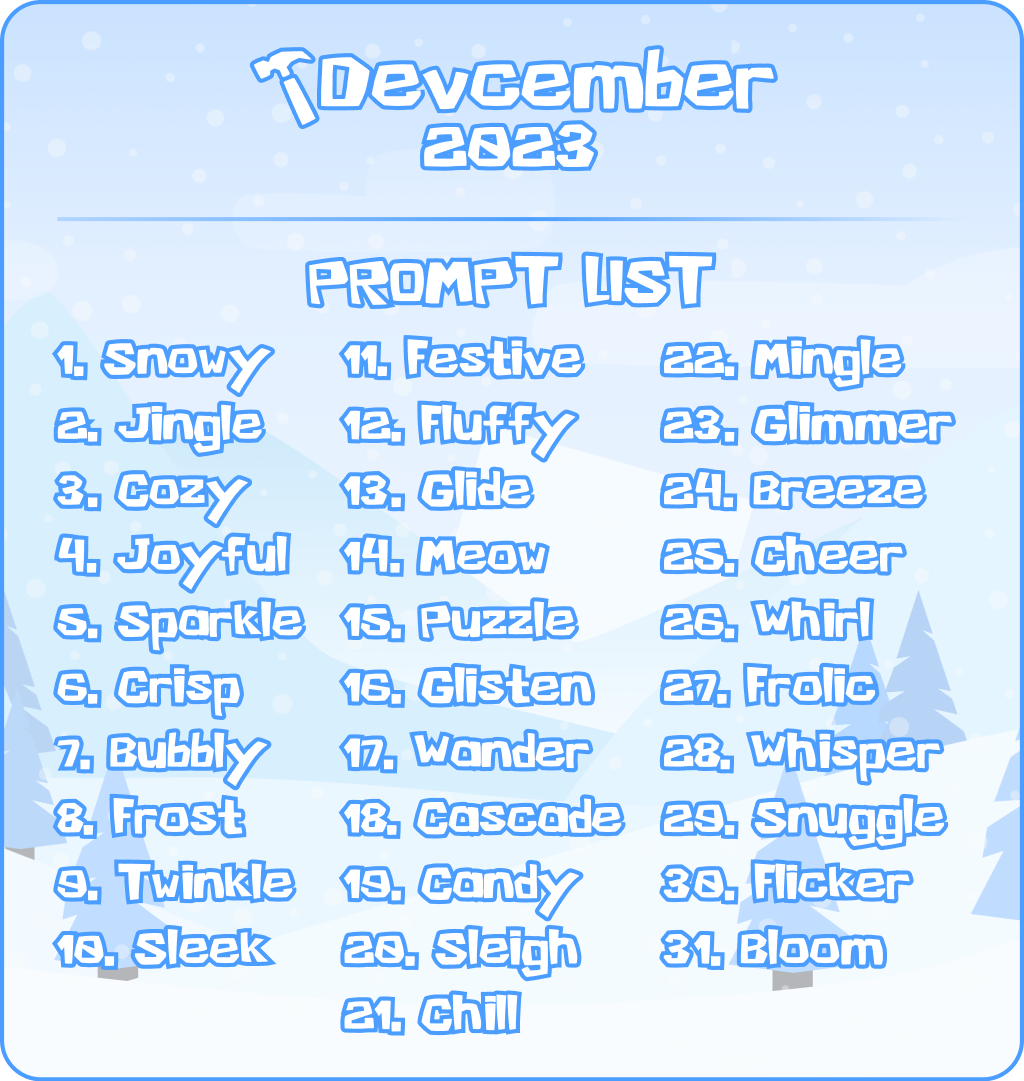 Devcember
2023
PROMPT LIST
1. Snowy
2. Jingle
3. Cozy
4. Joyful
5. Sparkle
6. Crisp
7. Bubbly
8. Frost
9. Twinkle
10. Sleek
11. Festive
12. Fluffy
13. Glide
14. Meow
15. Puzzle
16. Glisten
17. Wander
18. Cascade
19. Candy
20. Sleigh
21. Chill
22. Mingle
23. Glimmer
24. Breeze
25. Cheer
26. Whirl
27. Frolic
28. Whisper
29. Snuggle
30. Flicker
31. Bloom